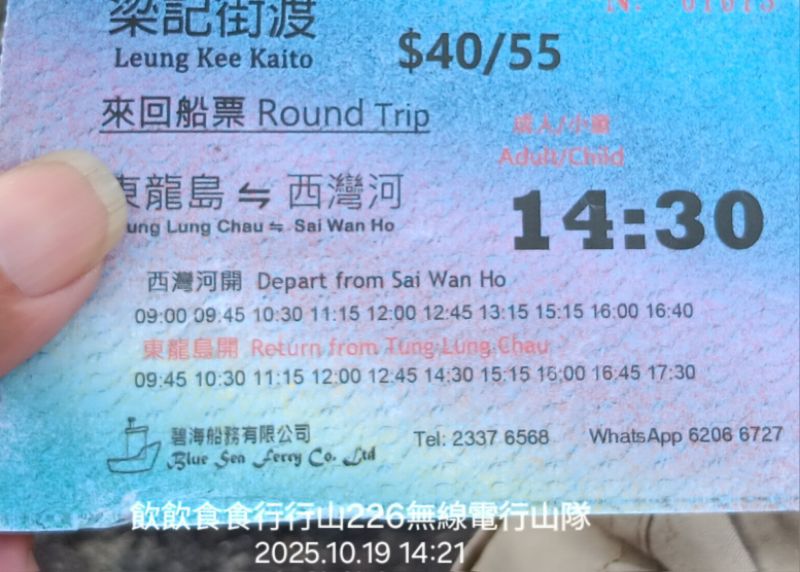 梁記街渡
Leung Kee Kaito
$40/55
來回船票 Round Trip
成人/小童
Adult/Child
東龍島 ⇋ 西灣河
ung Lung Chau ⇋ Sai Wan Ho
14:30
西灣河開 Depart from Sai Wan Ho
09:00 09:45 10:30 11:15 12:00 12:45 13:15 15:15 16:00 16:40
東龍島開 Return from Tung Lung Chau
09:45 10:30 11:15 12:00 12:45 14:30 15:15 16:00 16:45 17:30
碧海船務有限公司
Blue Sea Ferry Co. Ltd
Tel: 2337 6568 WhatsApp 6206 6727
飲飲食食行行山226無線電行山隊
2025.10.19 14:21